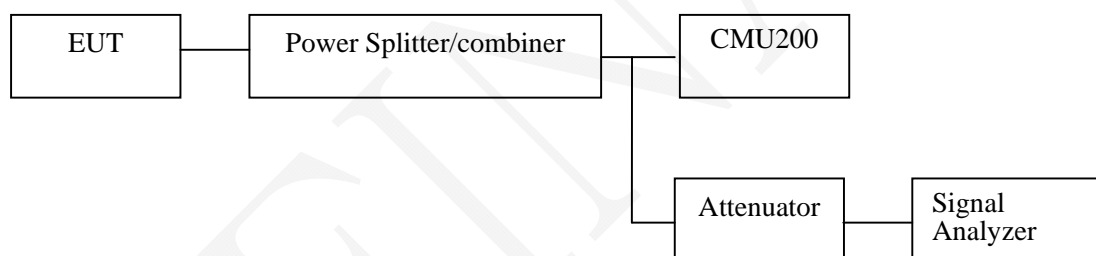 EUT
Power Splitter/combiner
CMU200
Attenuator
Signal
Analyzer